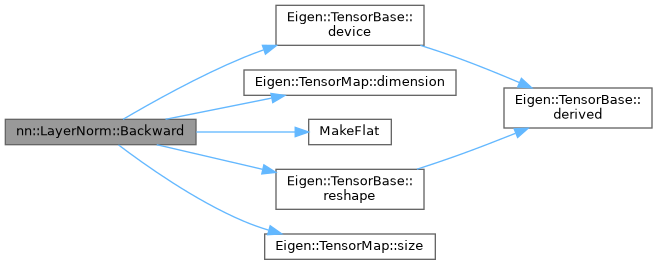 Eigen::TensorBase::
device
Eigen::TensorMap::dimension
Eigen::TensorBase::
derived
nn::LayerNorm::Backward
MakeFlat
Eigen::TensorBase::
reshape
Eigen::TensorMap::size